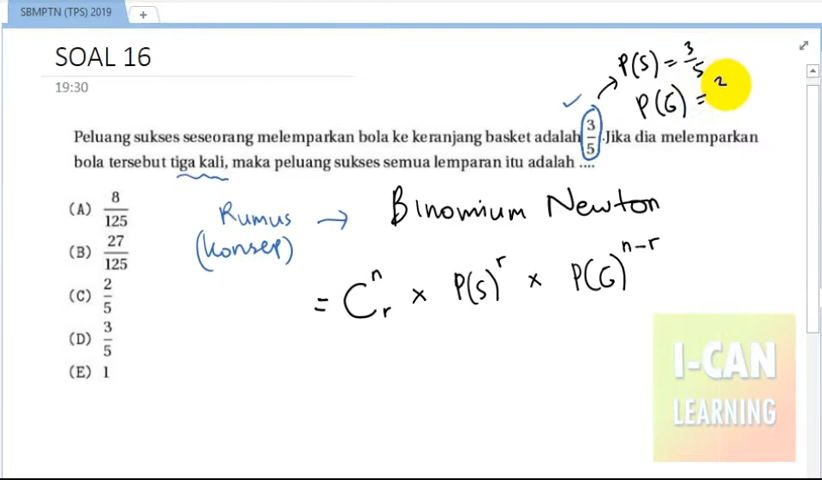 SBMPTN (TPS) 2019
SOAL 16
19:30
P(S) = 3/5
P(G) = 2
Peluang sukses seseorang melemparkan bola ke keranjang basket adalah 3/5. Jika dia melemparkan
bola tersebut tiga kali, maka peluang sukses semua lemparan itu adalah ....
(A) 8/125
(B) 27/125
(C) 2/5
(D) 3/5
(E) 1
Rumus → Binomium Newton
(konsep)
= C^n_r × P(S)^r × P(G)^{n-r}
I-CAN
LEARNING